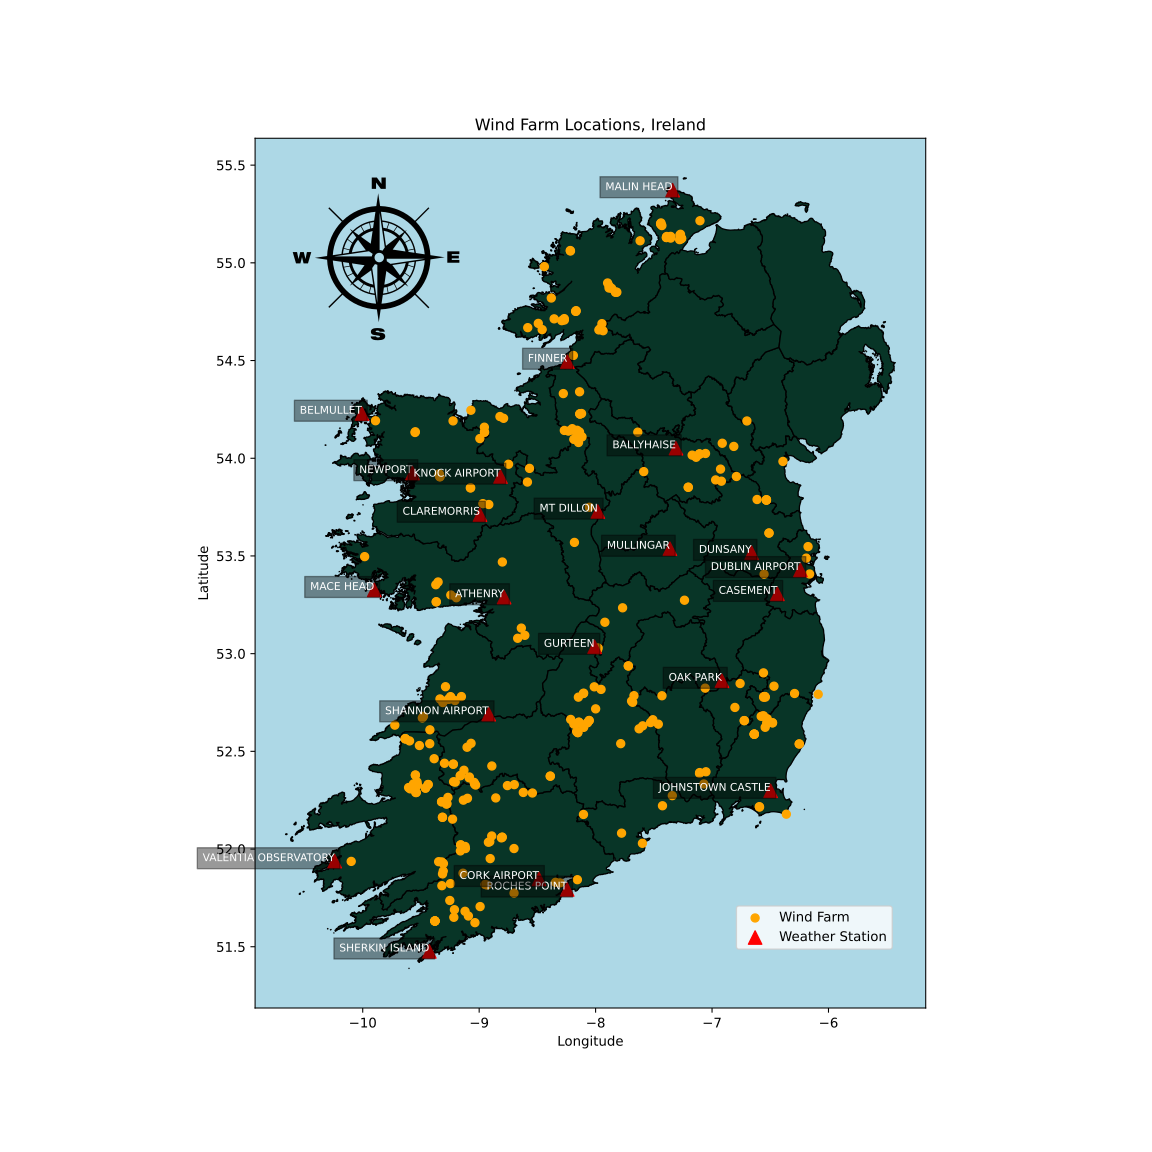 Wind Farm Locations, Ireland
55.5
N
MALIN HEAD
W
E
55.0
S
54.5
FINNER
BELMULLET
BALLYHAISE
54.0
NEWPORT
KNOCK AIRPORT
CLAREMORRIS
MT DILLON
MULLINGAR
DUNSANY
53.5
DUBLIN AIRPORT
MACE HEAD
ATHENRY
CASEMENT
Latitude
GURTEEN
53.0
OAK PARK
SHANNON AIRPORT
52.5
JOHNSTOWN CASTLE
52.0
VALENTIA OBSERVATORY
CORK AIRPORT
ROCHES POINT
Wind Farm
Weather Station
51.5
SHERKIN ISLAND
−10
−9
−8
−7
−6
Longitude